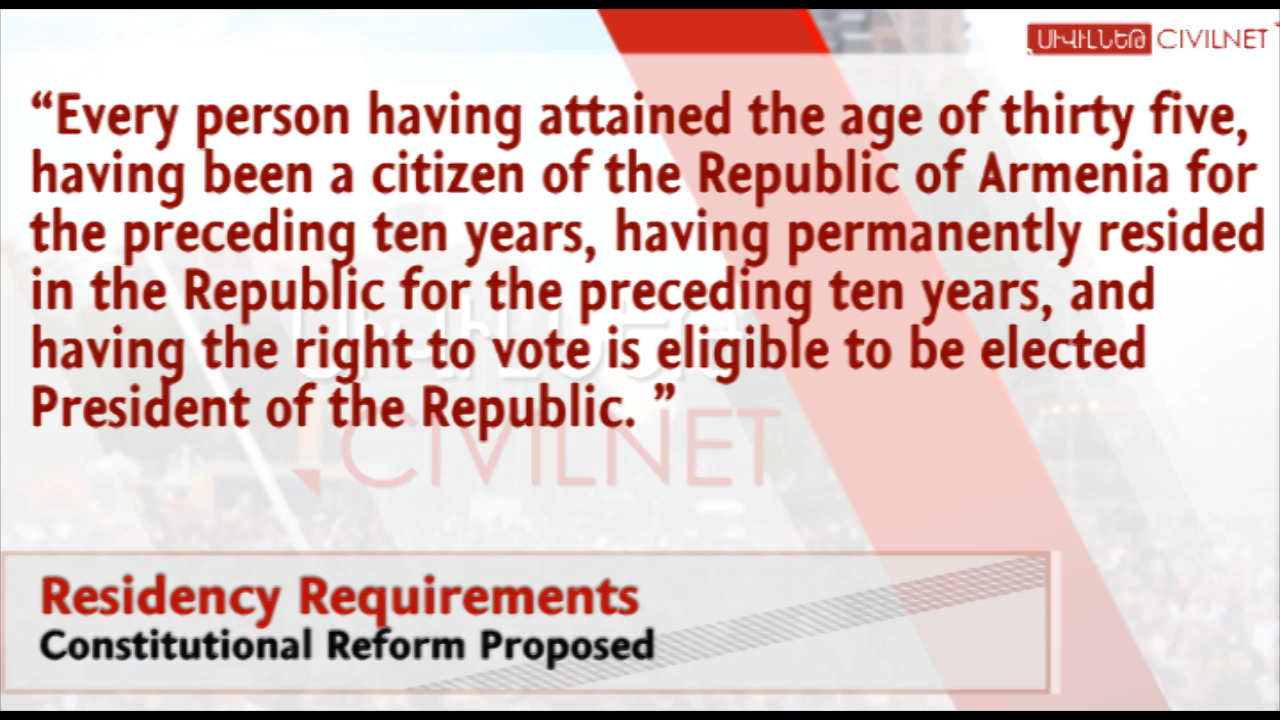 ՍԻՎԻԼՆԵԹ CIVILNET
“Every person having attained the age of thirty five,
having been a citizen of the Republic of Armenia for
the preceding ten years, having permanently resided
in the Republic for the preceding ten years, and
having the right to vote is eligible to be elected
President of the Republic. ”
ՍԻՎԻԼՆԵԹ
CIVILNET
Residency Requirements
Constitutional Reform Proposed